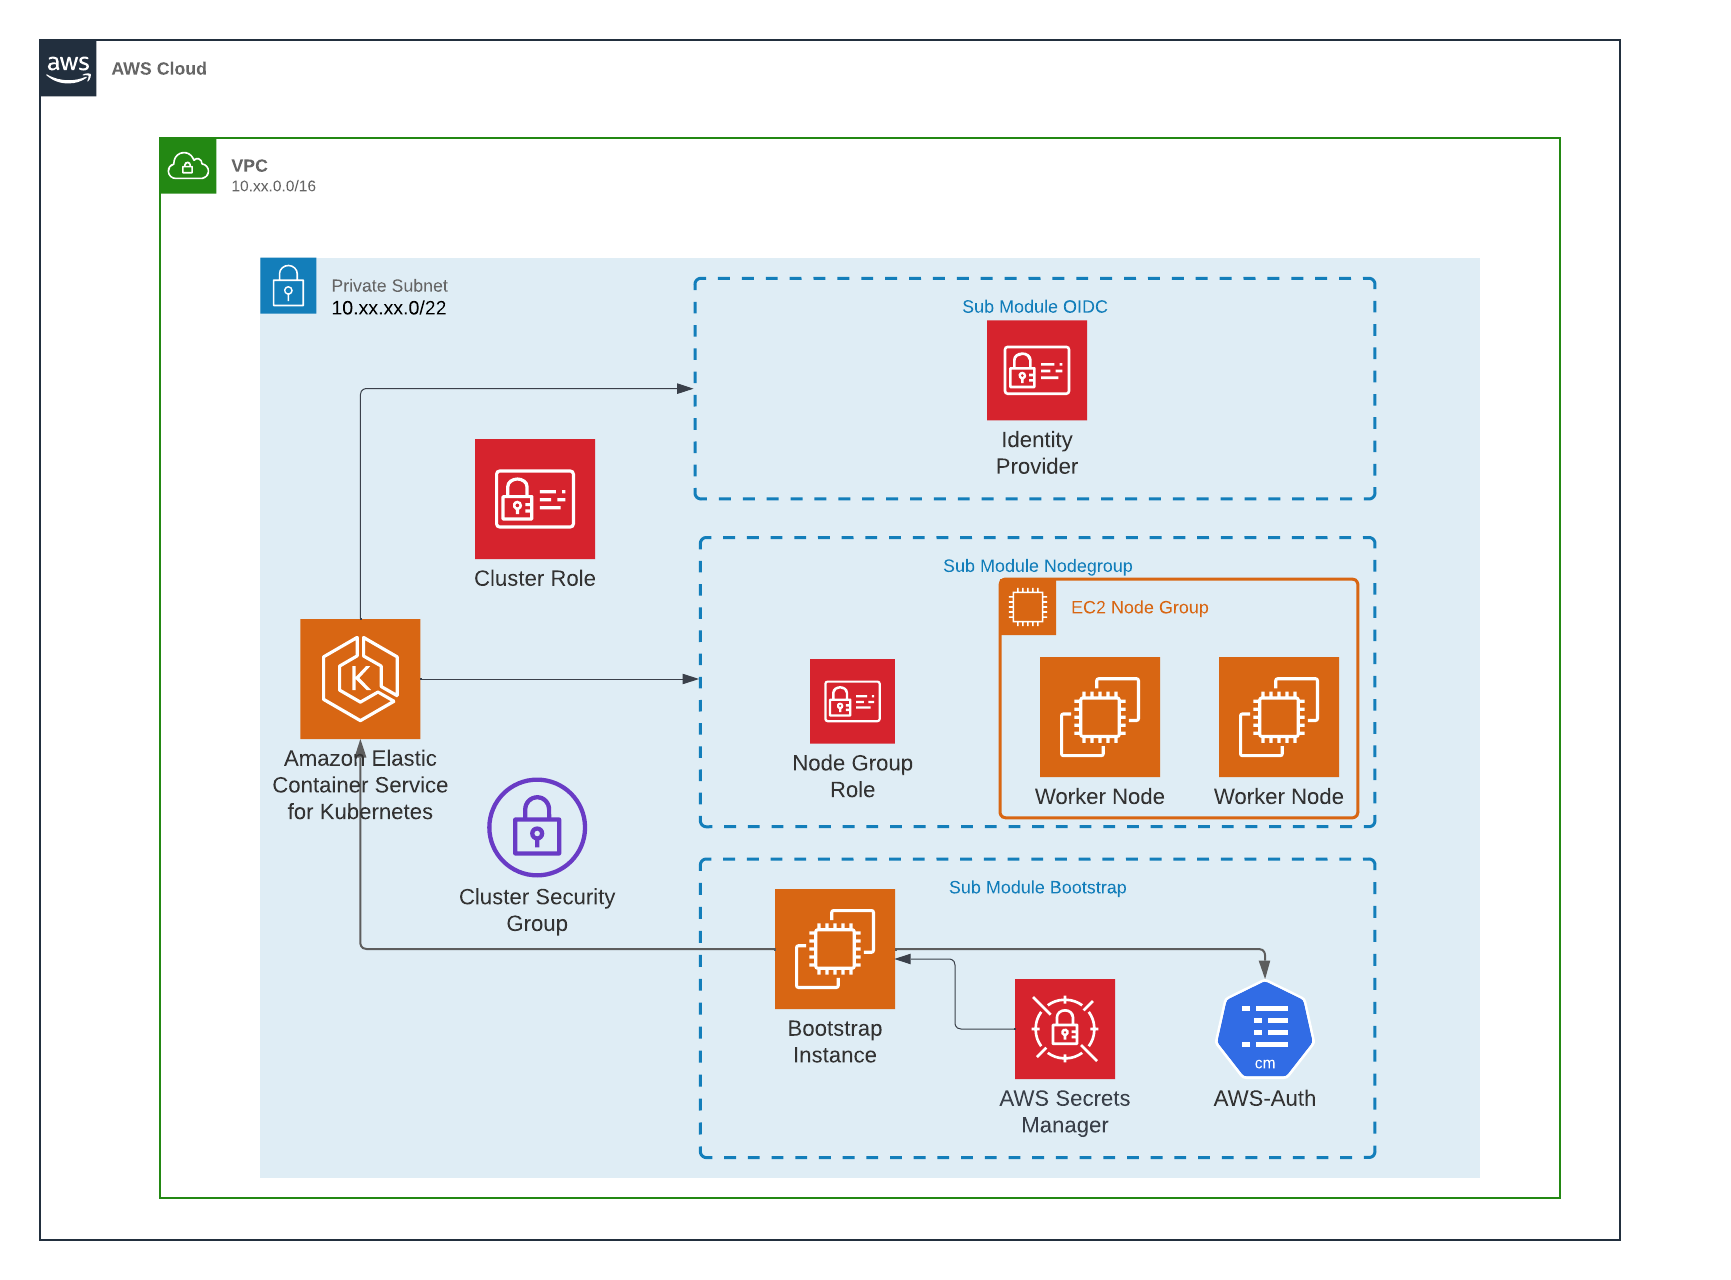 aws
AWS Cloud
VPC
10.xx.0.0/16
Private Subnet
10.xx.xx.0/22
Sub Module OIDC
Identity
Provider
Cluster Role
Sub Module Nodegroup
EC2 Node Group
K
Amazon Elastic
Container Service
for Kubernetes
Node Group
Role
Worker Node
Worker Node
Cluster Security
Group
Sub Module Bootstrap
Bootstrap
Instance
AWS Secrets
Manager
cm
AWS-Auth